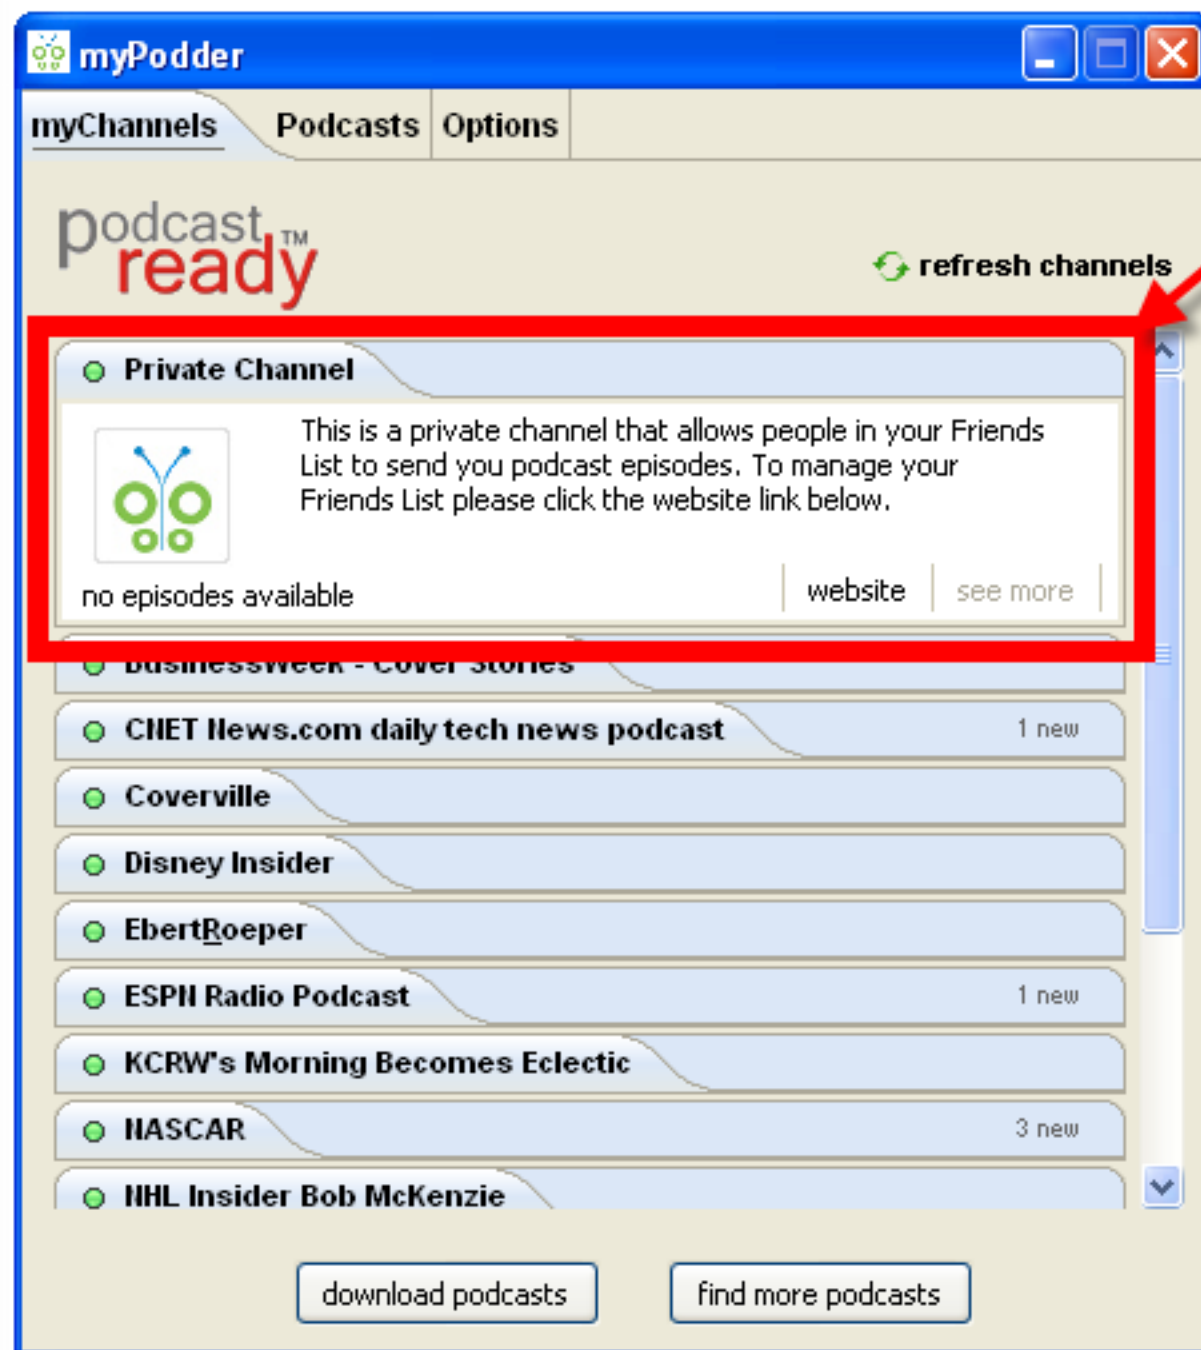 myPodder
myChannels Podcasts Options
podcast ready™
refresh channels
Private Channel
This is a private channel that allows people in your Friends
List to send you podcast episodes. To manage your
Friends List please click the website link below.
no episodes available website see more
BusinessWeek - Cover Stories
CNET News.com daily tech news podcast 1 new
Coverville
Disney Insider
EbertRoeper
ESPN Radio Podcast 1 new
KCRW's Morning Becomes Eclectic
NASCAR 3 new
NHL Insider Bob McKenzie
download podcasts find more podcasts